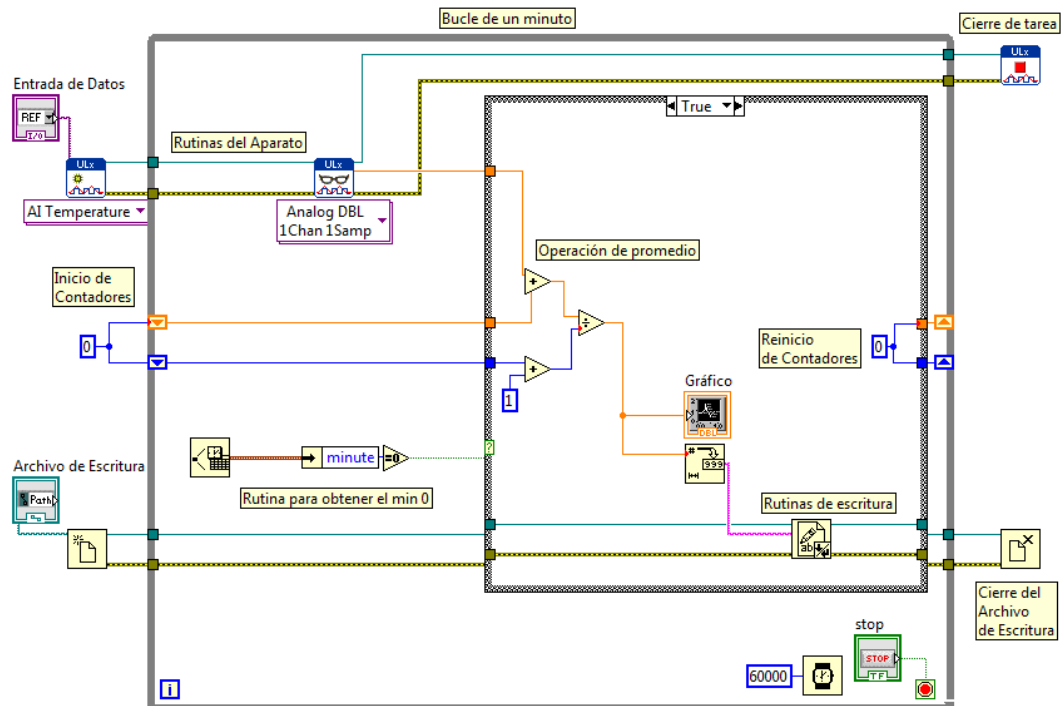 Bucle de un minuto
Cierre de tarea
ULx
Entrada de Datos
REF
I/O
True
Rutinas del Aparato
ULx
ULx
AI Temperature
Analog DBL
1Chan 1Samp
Operación de promedio
Inicio de
Contadores
+
÷
0
Reinicio
de Contadores
0
+
1
Gráfico
DBL
minute
=0
?
#
999
Archivo de Escritura
Path
Rutina para obtener el min 0
Rutinas de escritura
ab
Cierre del
Archivo
de Escritura
stop
STOP
TF
60000
i